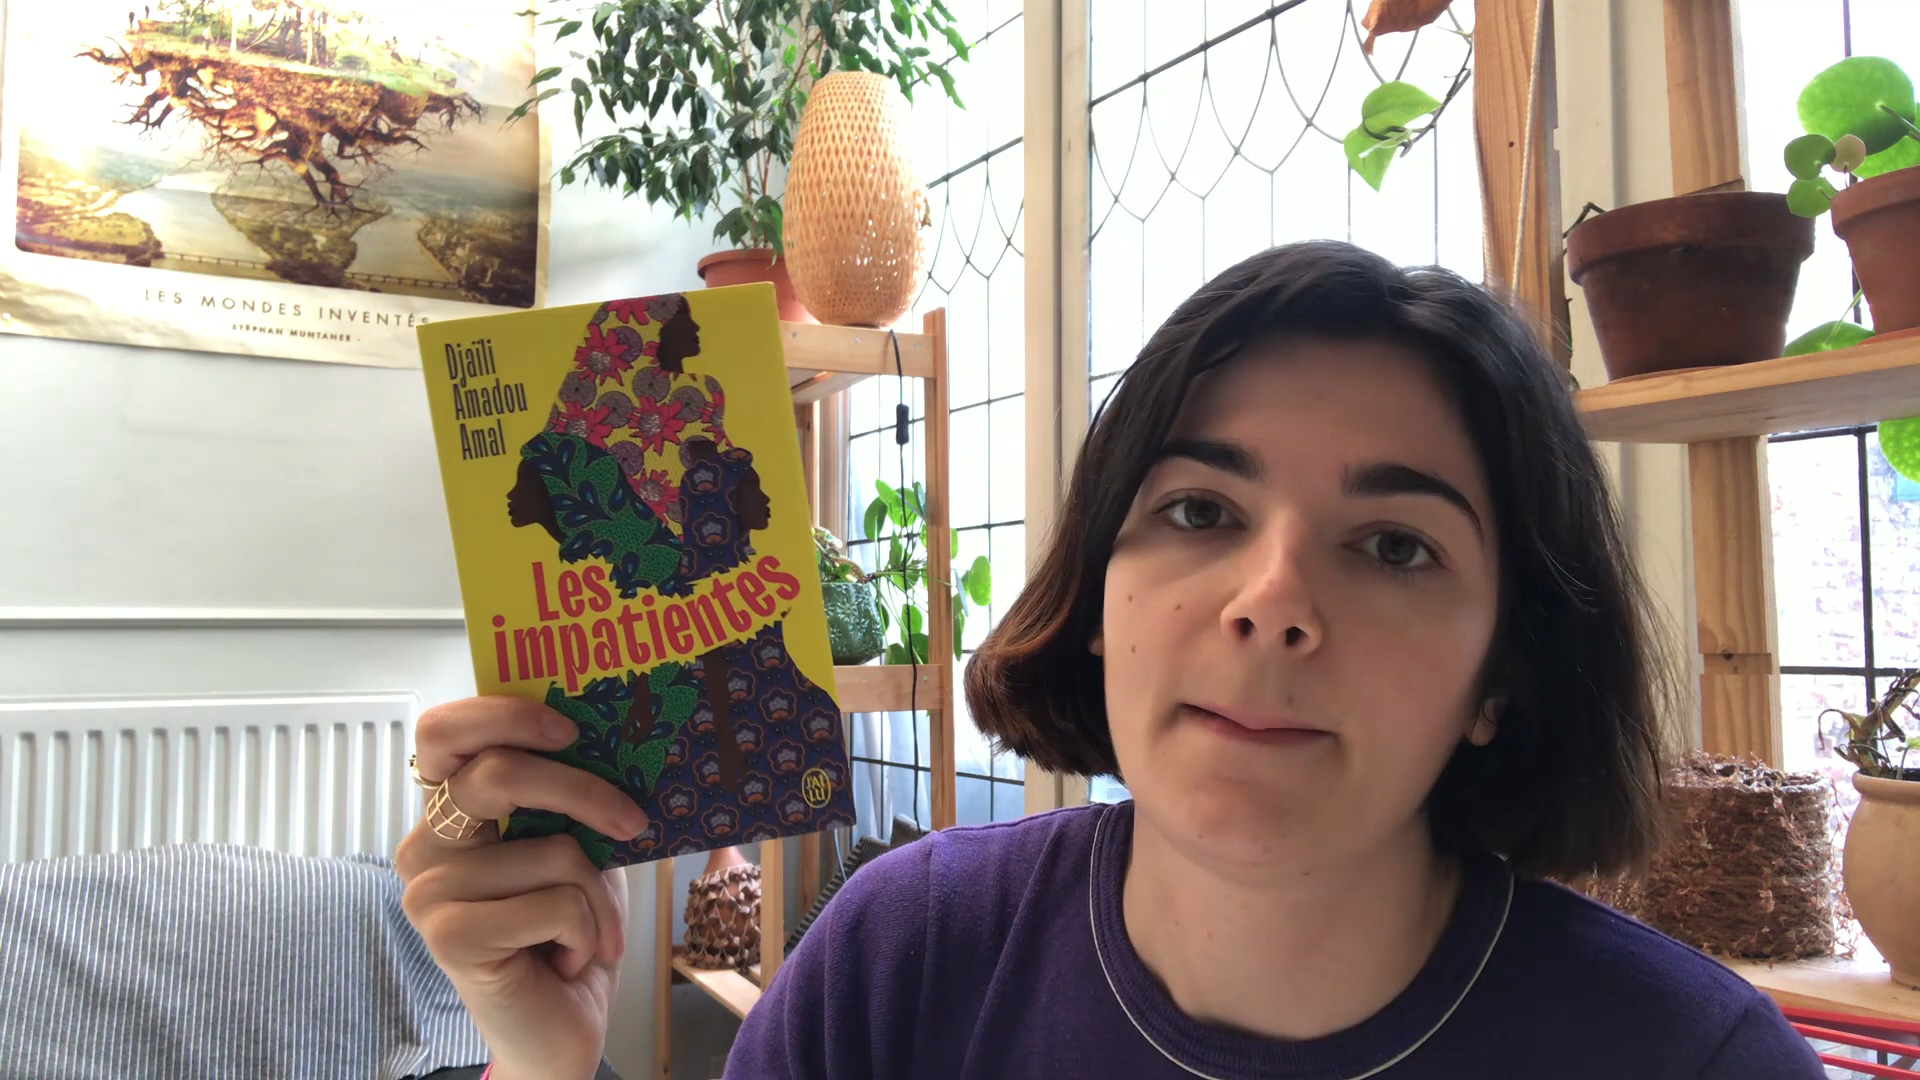 LES MONDES INVENTÉS
STÉPHAN MUNTANER
Djaïli
Amadou
Amal
Les
impatientes
J'AI
LU